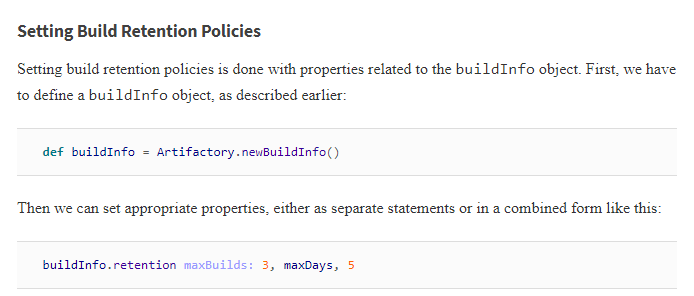 Setting Build Retention Policies
Setting build retention policies is done with properties related to the buildInfo object. First, we have
to define a buildInfo object, as described earlier:
def buildInfo = Artifactory.newBuildInfo()
Then we can set appropriate properties, either as separate statements or in a combined form like this:
buildInfo.retention maxBuilds: 3, maxDays, 5